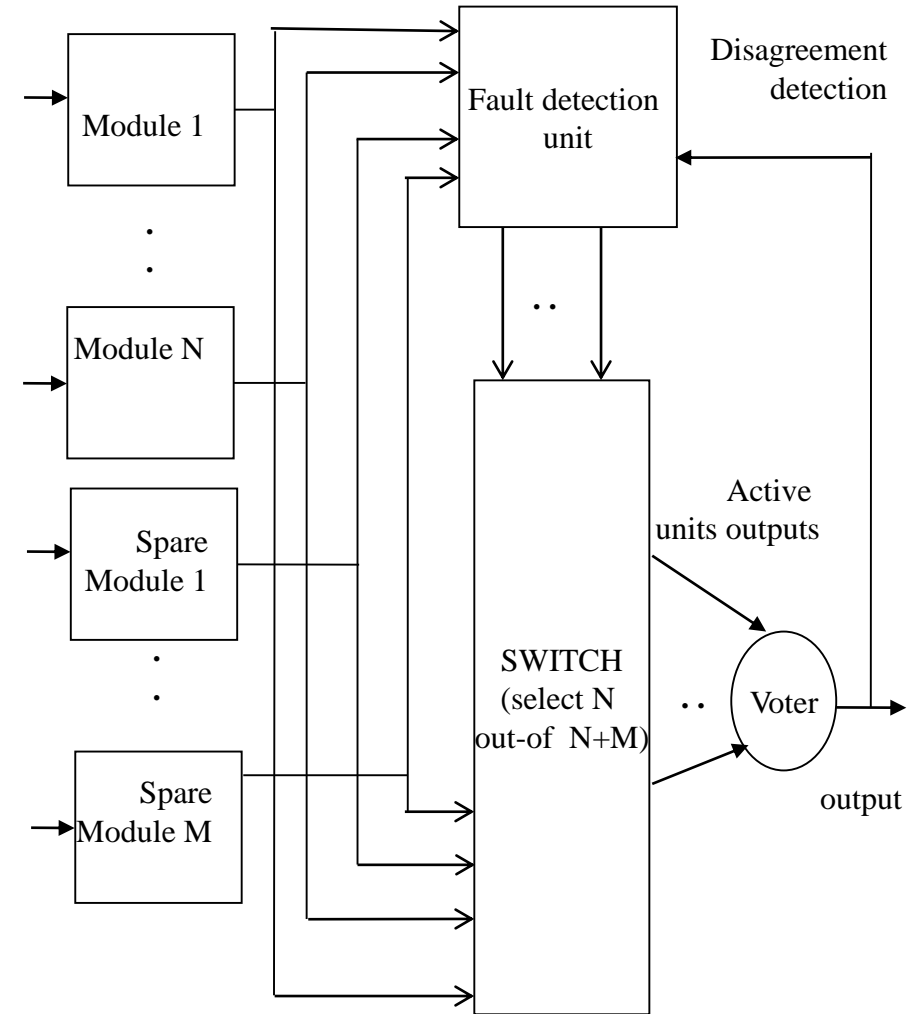 Module 1
.
.
Module N
Spare
Module 1
.
.
Spare
Module M
Fault detection
unit
Disagreement
detection
. .
SWITCH
(select N
out-of N+M)
Active
units outputs
. .
Voter
output